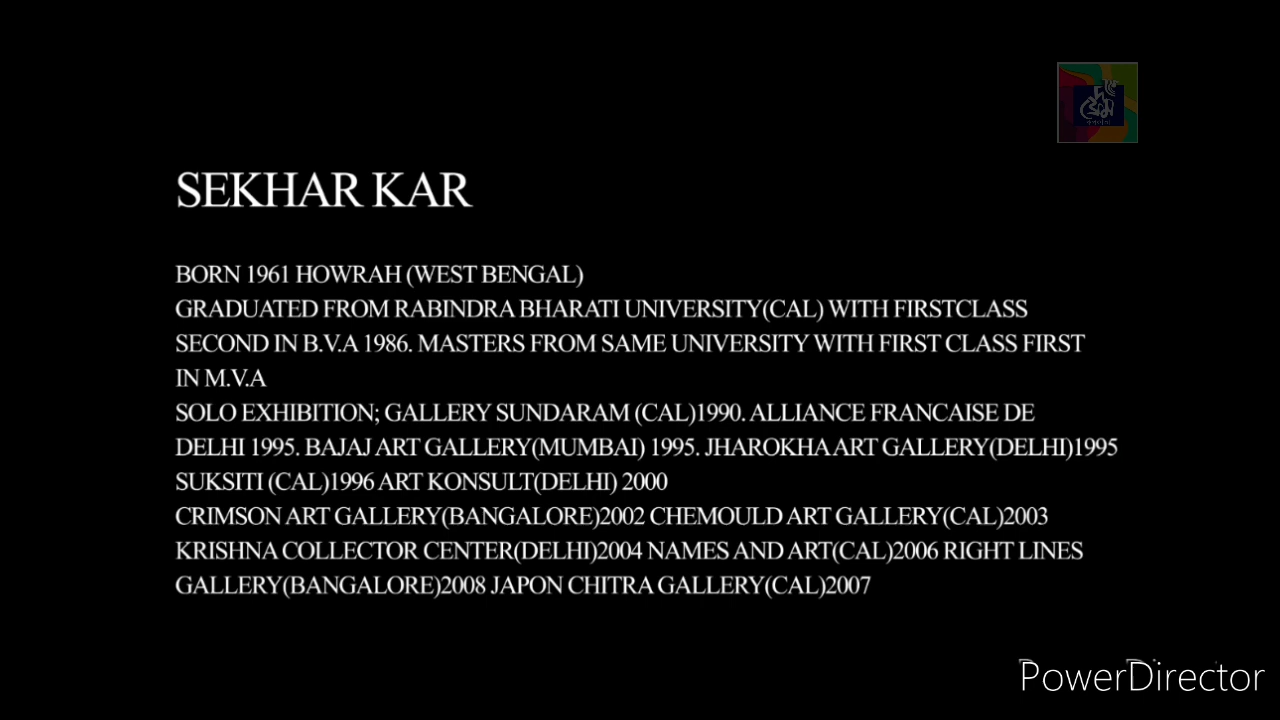 SEKHAR KAR
BORN 1961 HOWRAH (WEST BENGAL)
GRADUATED FROM RABINDRA BHARATI UNIVERSITY(CAL) WITH FIRSTCLASS
SECOND IN B.V.A 1986. MASTERS FROM SAME UNIVERSITY WITH FIRST CLASS FIRST
IN M.V.A
SOLO EXHIBITION; GALLERY SUNDARAM (CAL)1990. ALLIANCE FRANCAISE DE
DELHI 1995. BAJAJ ART GALLERY(MUMBAI) 1995. JHAROKHA ART GALLERY(DELHI)1995
SUKSITI (CAL)1996 ART KONSULT(DELHI) 2000
CRIMSON ART GALLERY(BANGALORE)2002 CHEMOULD ART GALLERY(CAL)2003
KRISHNA COLLECTOR CENTER(DELHI)2004 NAMES AND ART(CAL)2006 RIGHT LINES
GALLERY(BANGALORE)2008 JAPON CHITRA GALLERY(CAL)2007
PowerDirector